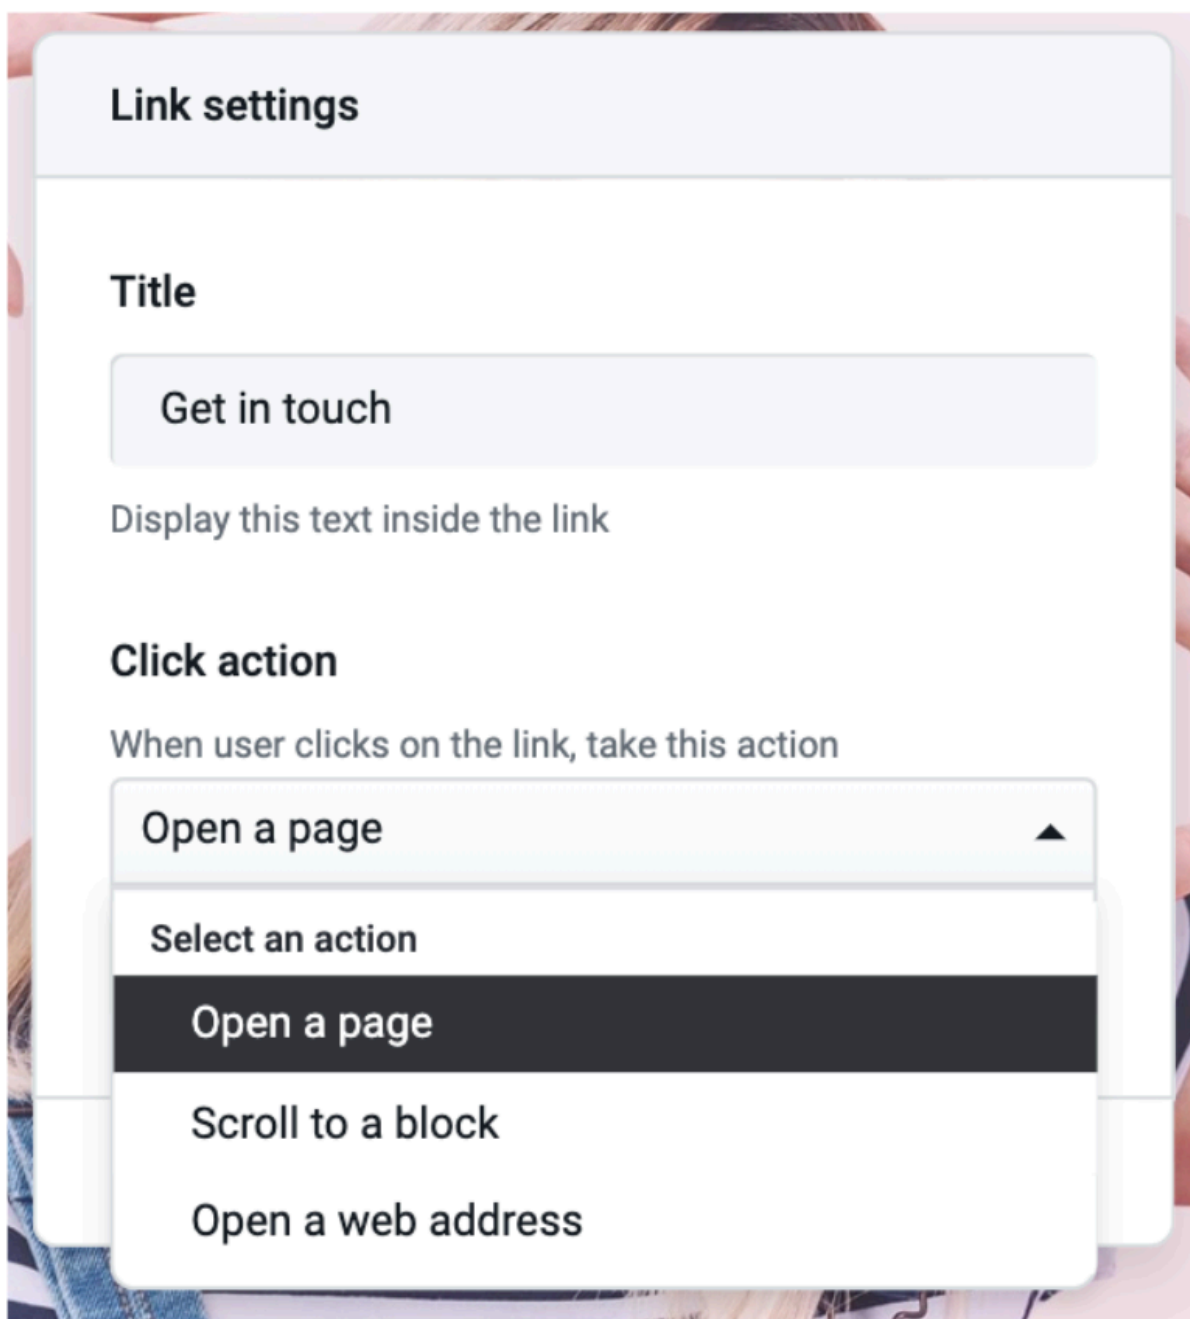 Link settings
Title
Get in touch
Display this text inside the link
Click action
When user clicks on the link, take this action
Open a page
Select an action
Open a page
Scroll to a block
Open a web address